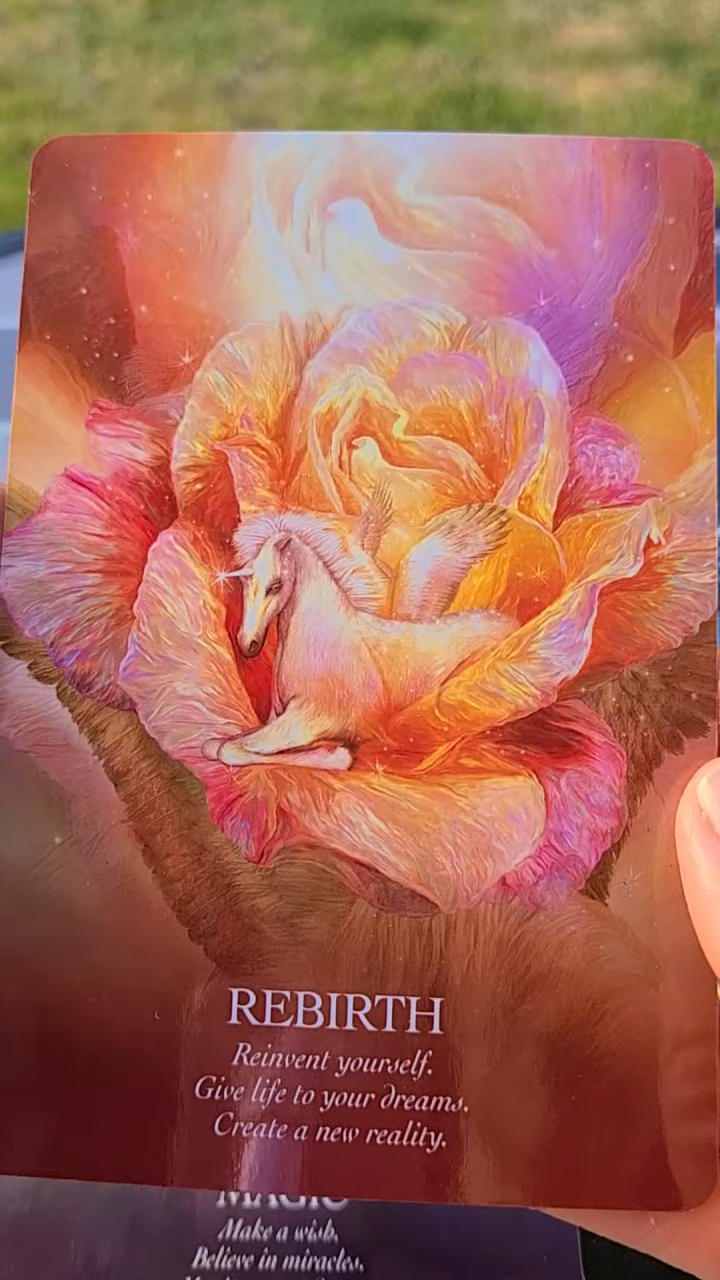 REBIRTH
Reinvent yourself.
Give life to your dreams.
Create a new reality.
MAGIC
Make a wish.
Believe in miracles.